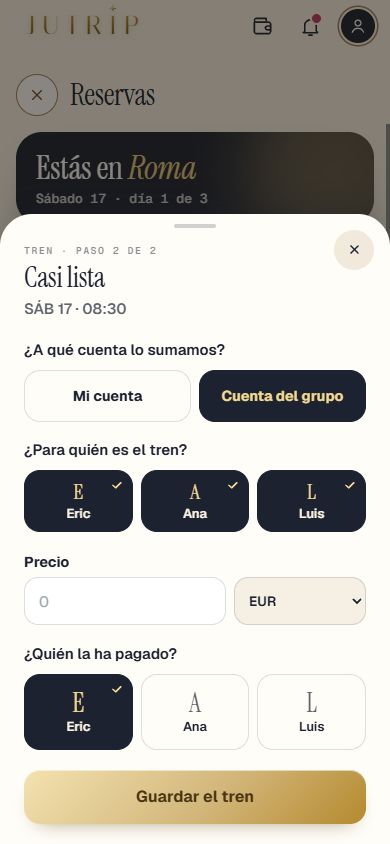 JUTRIP
Reservas
Estás en Roma
Sábado 17 · día 1 de 3
TREN · PASO 2 DE 2
Casi lista
SÁB 17 · 08:30
¿A qué cuenta lo sumamos?
Mi cuenta
Cuenta del grupo
¿Para quién es el tren?
E
A
L
Eric
Ana
Luis
Precio
0
EUR
¿Quién la ha pagado?
E
A
L
Eric
Ana
Luis
Guardar el tren